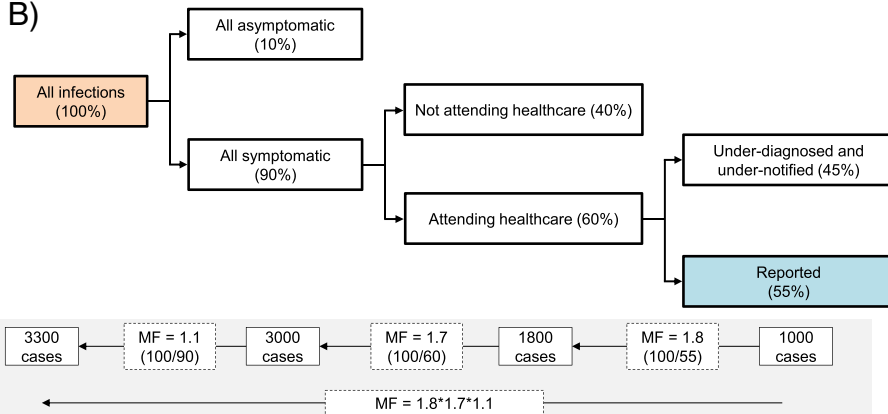 B)
All asymptomatic
(10%)
All infections
(100%)
Not attending healthcare (40%)
All symptomatic
(90%)
Under-diagnosed and
under-notified (45%)
Attending healthcare (60%)
Reported
(55%)
3300
cases
MF = 1.1
(100/90)
3000
cases
MF = 1.7
(100/60)
1800
cases
MF = 1.8
(100/55)
1000
cases
MF = 1.8*1.7*1.1